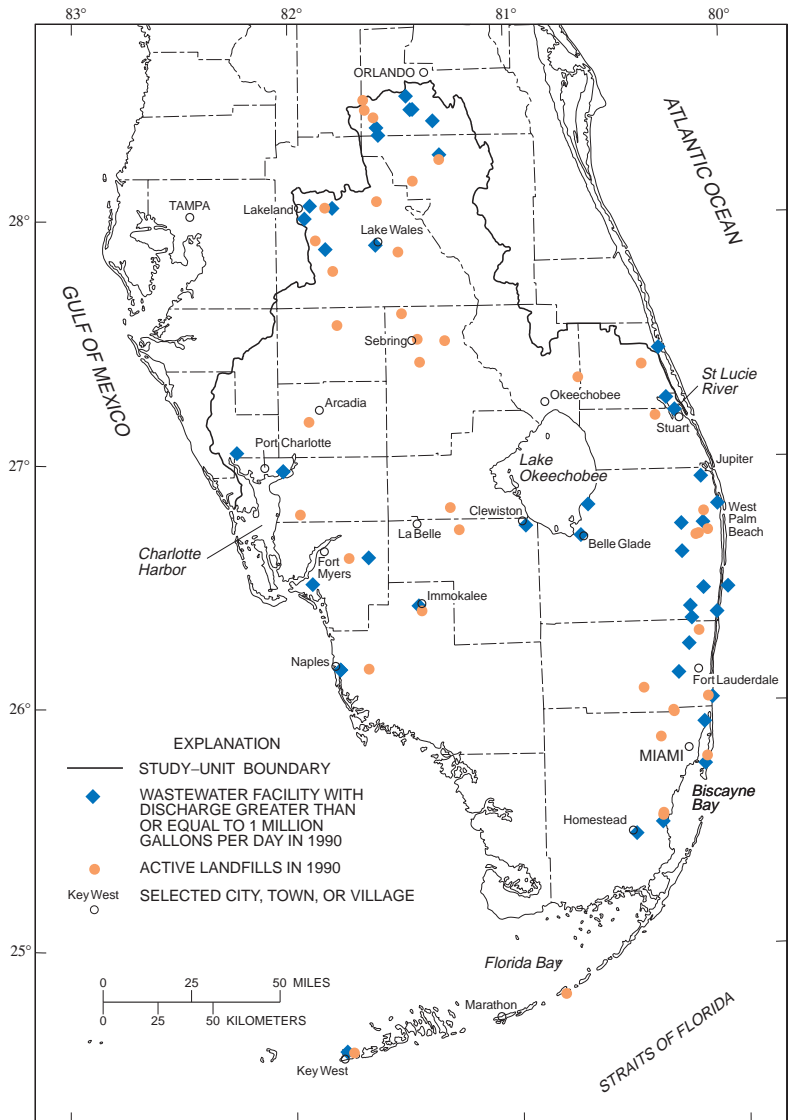 83°
82°
81°
80°
ORLANDO
ATLANTIC OCEAN
TAMPA
Lakeland
28°
Lake Wales
GULF OF MEXICO
Sebring
St Lucie
River
Okeechobee
Arcadia
Stuart
Port Charlotte
27°
Lake
Okeechobee
Jupiter
Clewiston
West
Palm
Beach
La Belle
Belle Glade
Charlotte
Harbor
Fort
Myers
Immokalee
Naples
Fort Lauderdale
26°
EXPLANATION
STUDY–UNIT BOUNDARY
WASTEWATER FACILITY WITH
DISCHARGE GREATER THAN
OR EQUAL TO 1 MILLION
GALLONS PER DAY IN 1990
ACTIVE LANDFILLS IN 1990
Key West
SELECTED CITY, TOWN, OR VILLAGE
MIAMI
Biscayne
Bay
Homestead
25°
Florida Bay
0 25 50 MILES
0 25 50 KILOMETERS
Marathon
Key West
STRAITS OF FLORIDA